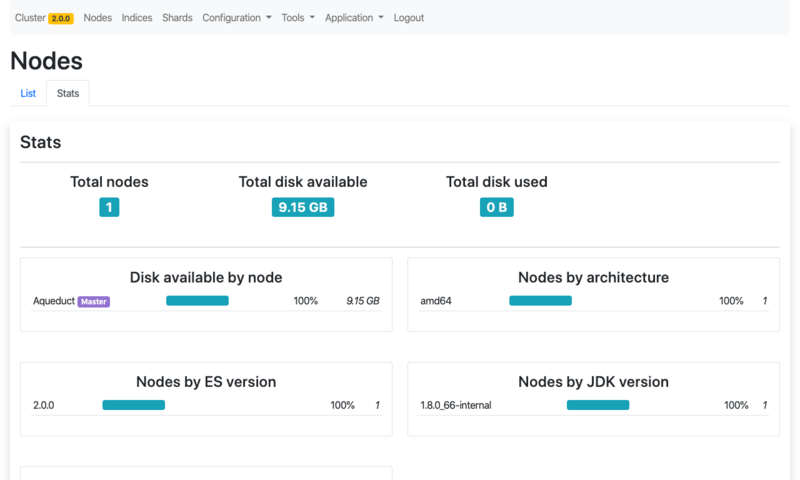 Cluster 2.0.0 Nodes Indices Shards Configuration Tools Application Logout
Nodes
List Stats
Stats
Total nodes Total disk available Total disk used
1 9.15 GB 0 B
Disk available by node
Aqueduct Master 100% 9.15 GB
Nodes by architecture
amd64 100% 1
Nodes by ES version
2.0.0 100% 1
Nodes by JDK version
1.8.0_66-internal 100% 1